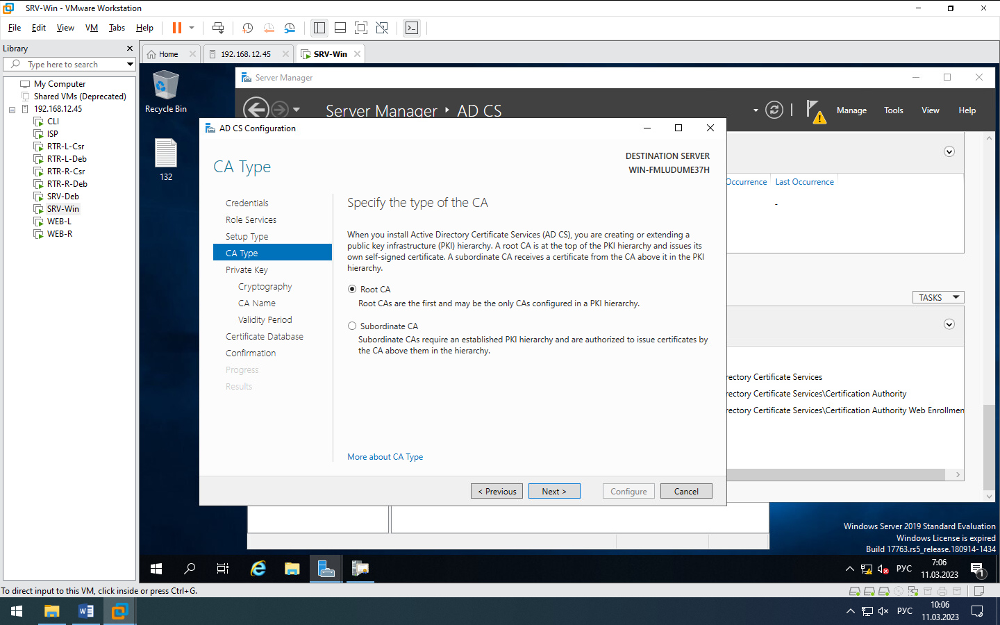 SRV-Win - VMware Workstation
File Edit View VM Tabs Help
Library
Type here to search
My Computer
Shared VMs (Deprecated)
192.168.12.45
CLI
ISP
RTR-L-Csr
RTR-L-Deb
RTR-R-Csr
RTR-R-Deb
SRV-Deb
SRV-Win
WEB-L
WEB-R
Home
192.168.12.45
SRV-Win
Recycle Bin
132
Server Manager
Server Manager AD CS
Manage Tools View Help
AD CS Configuration
CA Type
DESTINATION SERVER
WIN-FMLUDUME37H
Credentials
Role Services
Setup Type
CA Type
Private Key
Cryptography
CA Name
Validity Period
Certificate Database
Confirmation
Progress
Results
Specify the type of the CA
When you install Active Directory Certificate Services (AD CS), you are creating or extending a
public key infrastructure (PKI) hierarchy. A root CA is at the top of the PKI hierarchy and issues its
own self-signed certificate. A subordinate CA receives a certificate from the CA above it in the PKI
hierarchy.
Root CA
Root CAs are the first and may be the only CAs configured in a PKI hierarchy.
Subordinate CA
Subordinate CAs require an established PKI hierarchy and are authorized to issue certificates by
the CA above them in the hierarchy.
More about CA Type
< Previous
Next >
Configure
Cancel
Occurrence Last Occurrence
-
TASKS
rectory Certificate Services
rectory Certificate Services\Certification Authority
rectory Certificate Services\Certification Authority Web Enrollmen
Windows Server 2019 Standard Evaluation
Windows License is expired
Build 17763.rs5_release.180914-1434
РУС
7:06
11.03.2023
1
To direct input to this VM, click inside or press Ctrl+G.
РУС
10:06
11.03.2023